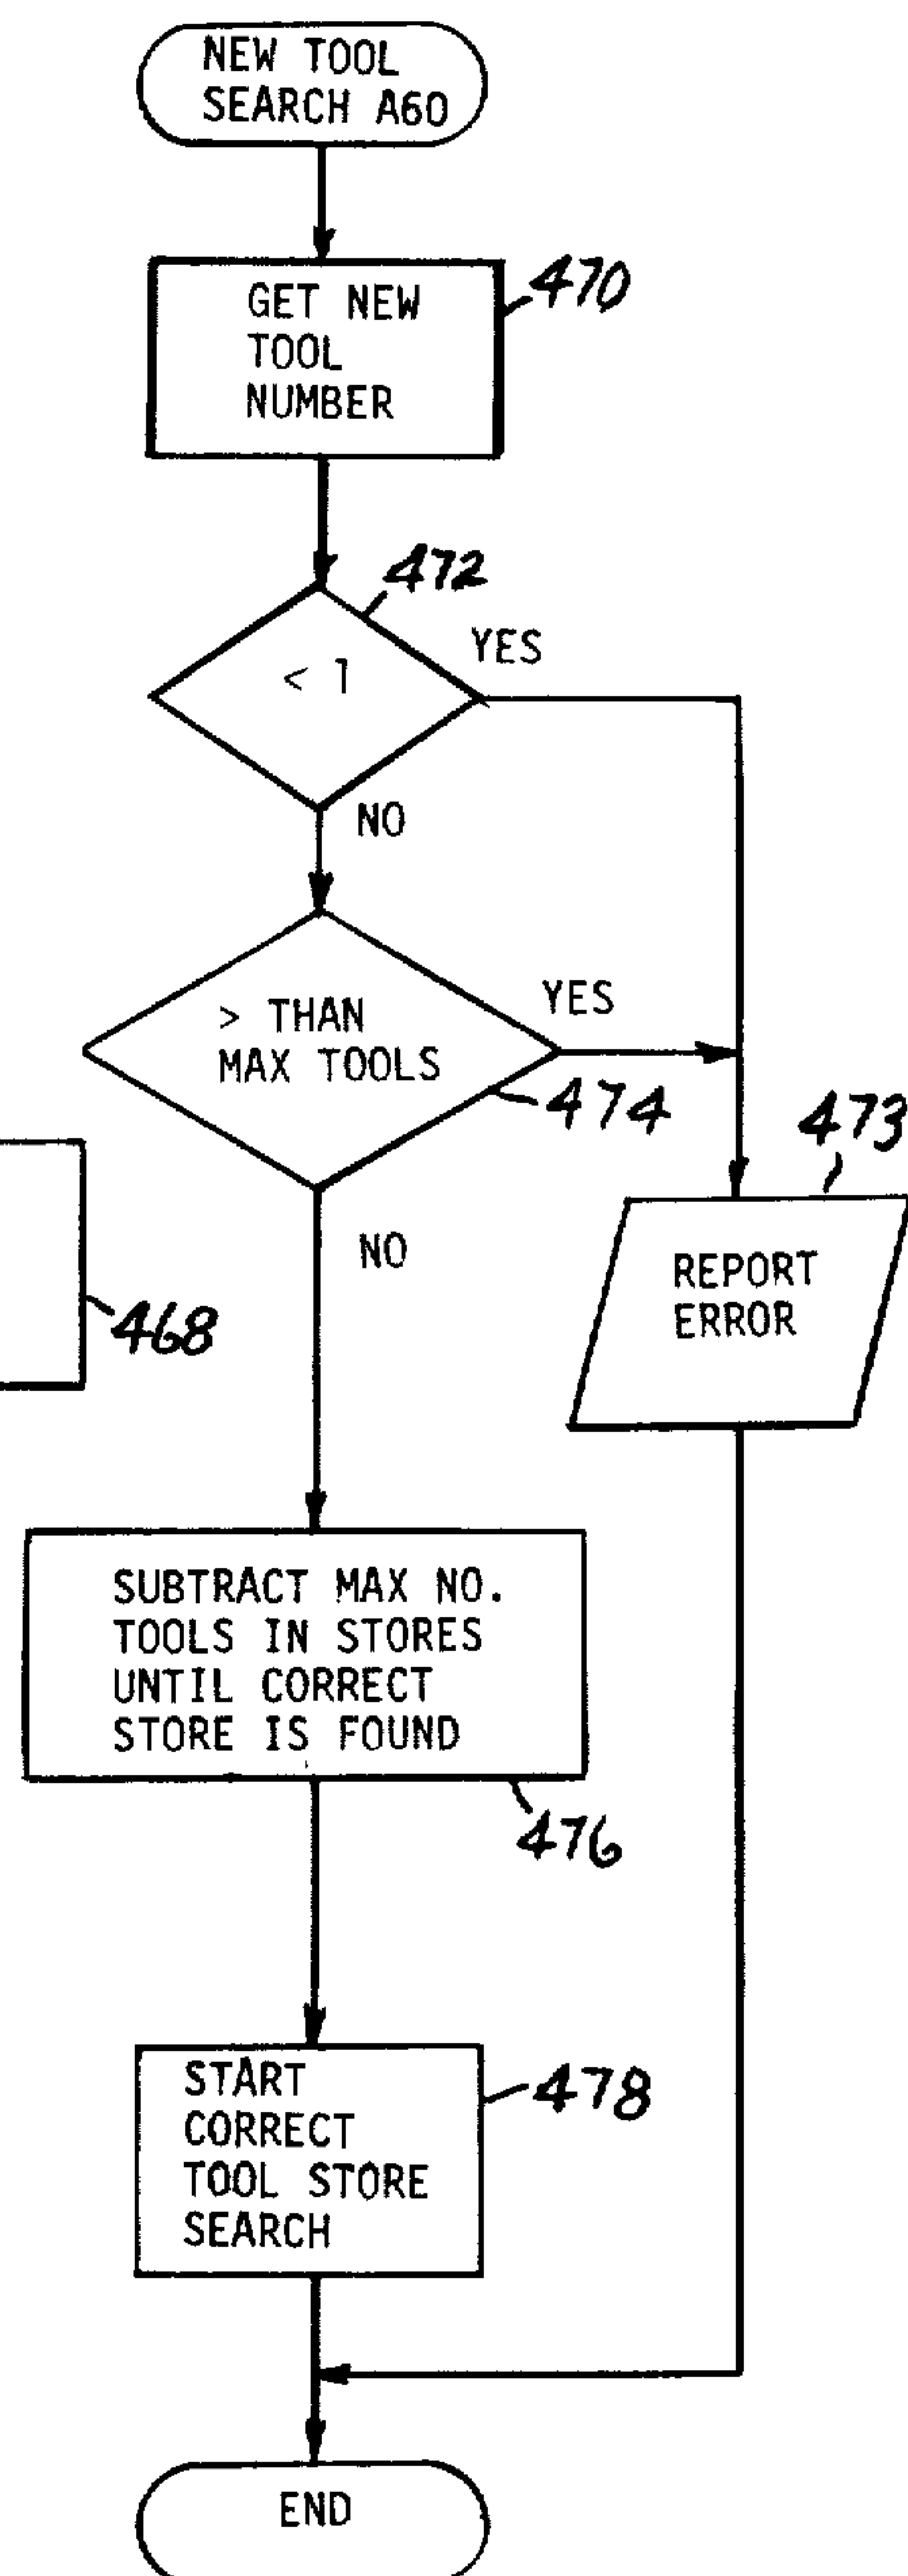 NEW TOOL
SEARCH A60
GET NEW
TOOL
NUMBER
470
472
< 1
YES
NO
> THAN
MAX TOOLS
YES
474
473
NO
REPORT
ERROR
468
SUBTRACT MAX NO.
TOOLS IN STORES
UNTIL CORRECT
STORE IS FOUND
476
START
CORRECT
TOOL STORE
SEARCH
478
END